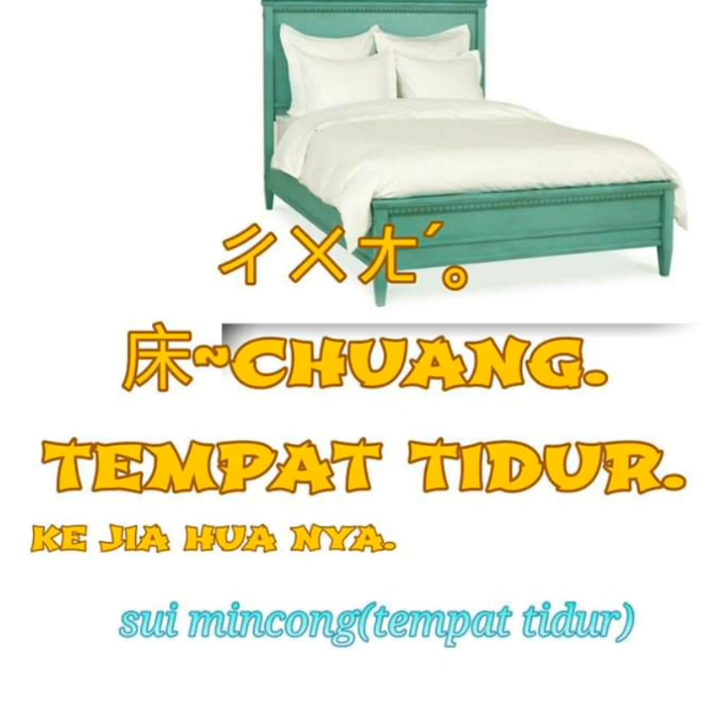 ㄔㄨㄤˊ。
床~CHUANG.
TEMPAT TIDUR.
KE JIA HUA NYA.
sui mincong(tempat tidur)